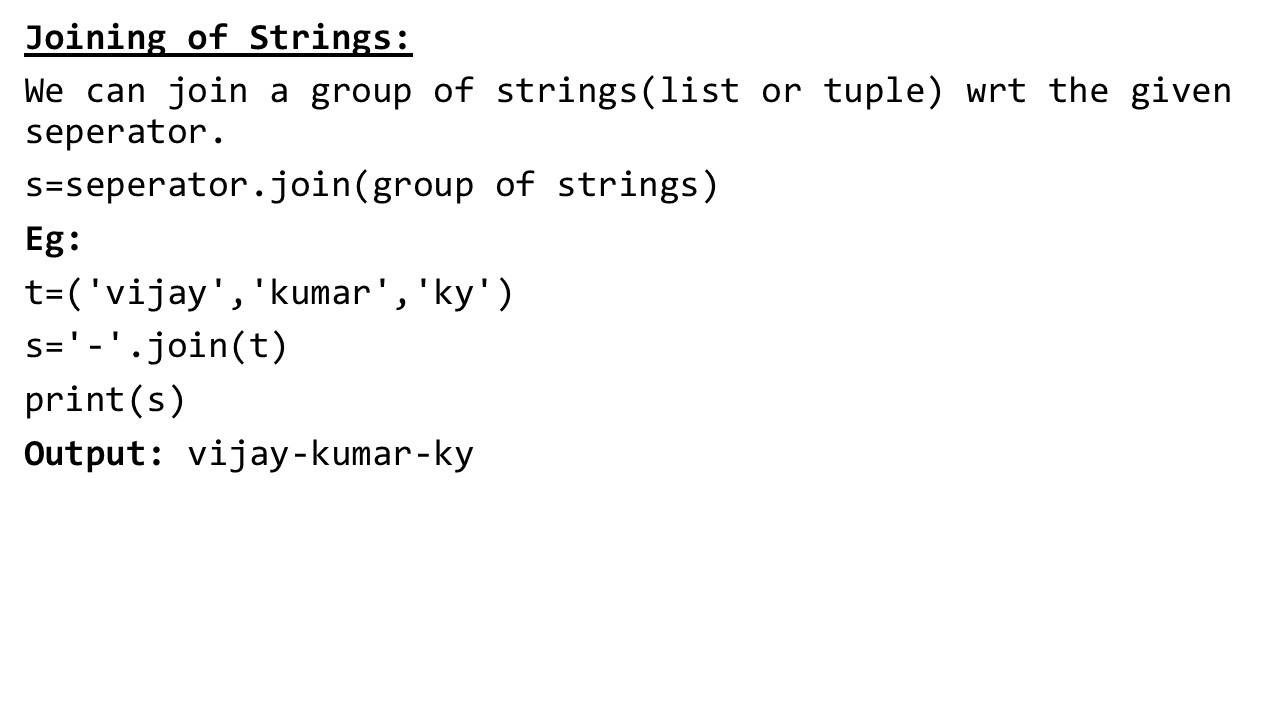 Joining of Strings:
We can join a group of strings(list or tuple) wrt the given
seperator.
s=seperator.join(group of strings)
Eg:
t=('vijay','kumar','ky')
s='-'.join(t)
print(s)
Output: vijay-kumar-ky